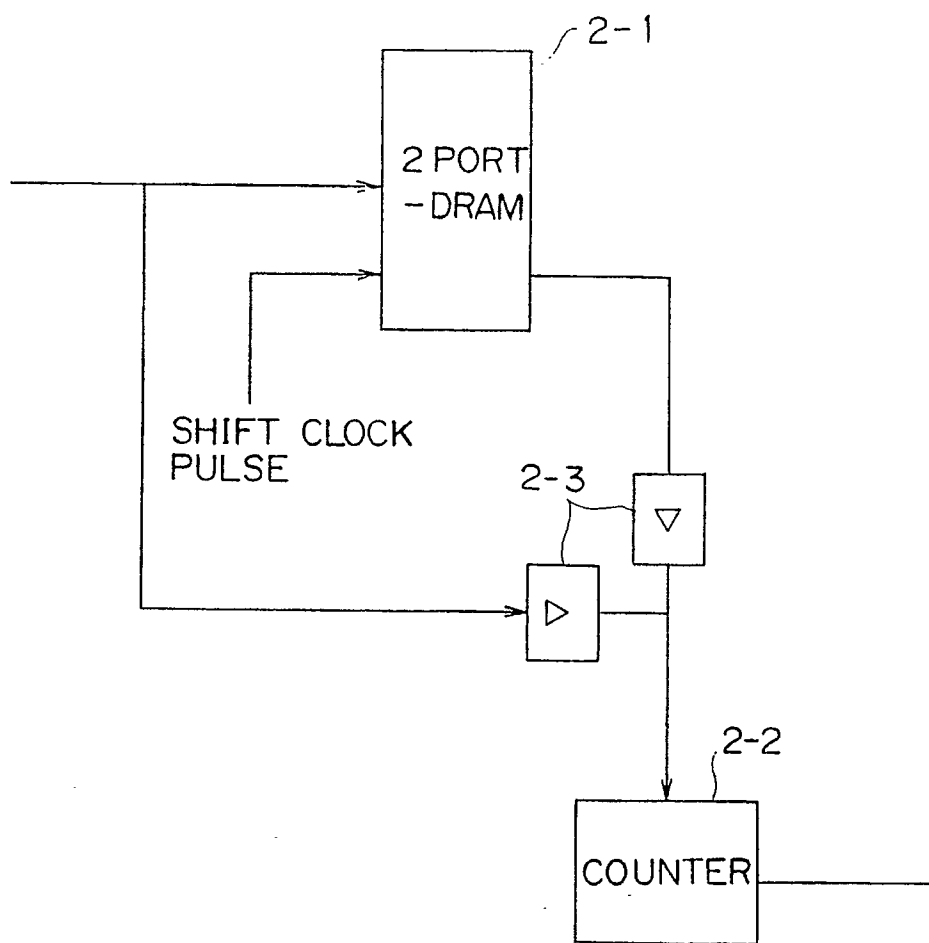 2-1
2 PORT
-DRAM
SHIFT CLOCK
PULSE
2-3
2-2
COUNTER